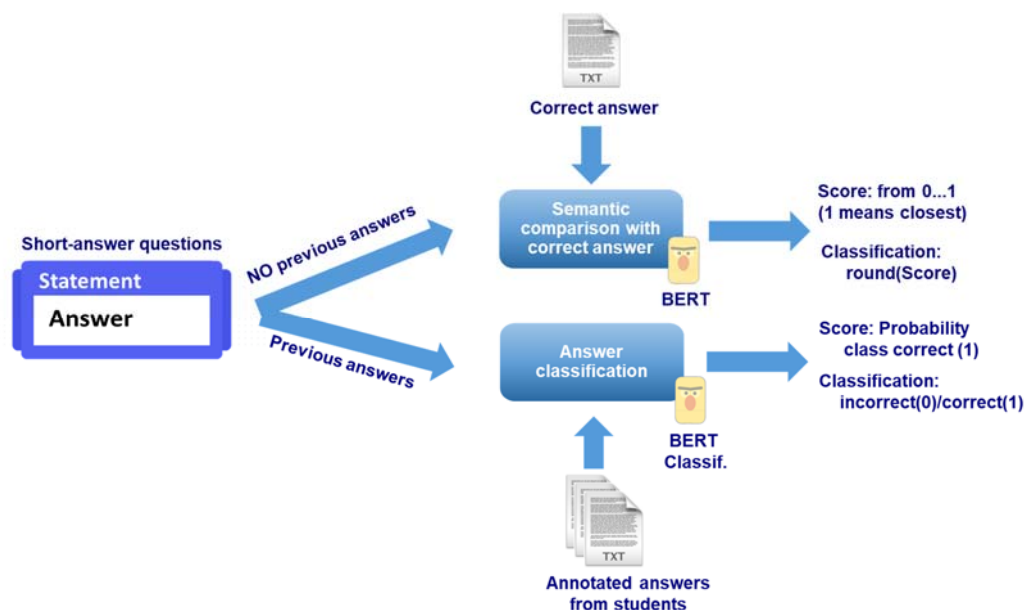 TXT
Correct answer
Semantic
comparison with
correct answer
BERT
Score: from 0...1
(1 means closest)
Classification:
round(Score)
Short-answer questions
Statement
Answer
NO previous answers
Previous answers
Answer
classification
BERT
Classif.
Score: Probability
class correct (1)
Classification:
incorrect(0)/correct(1)
TXT
Annotated answers
from students